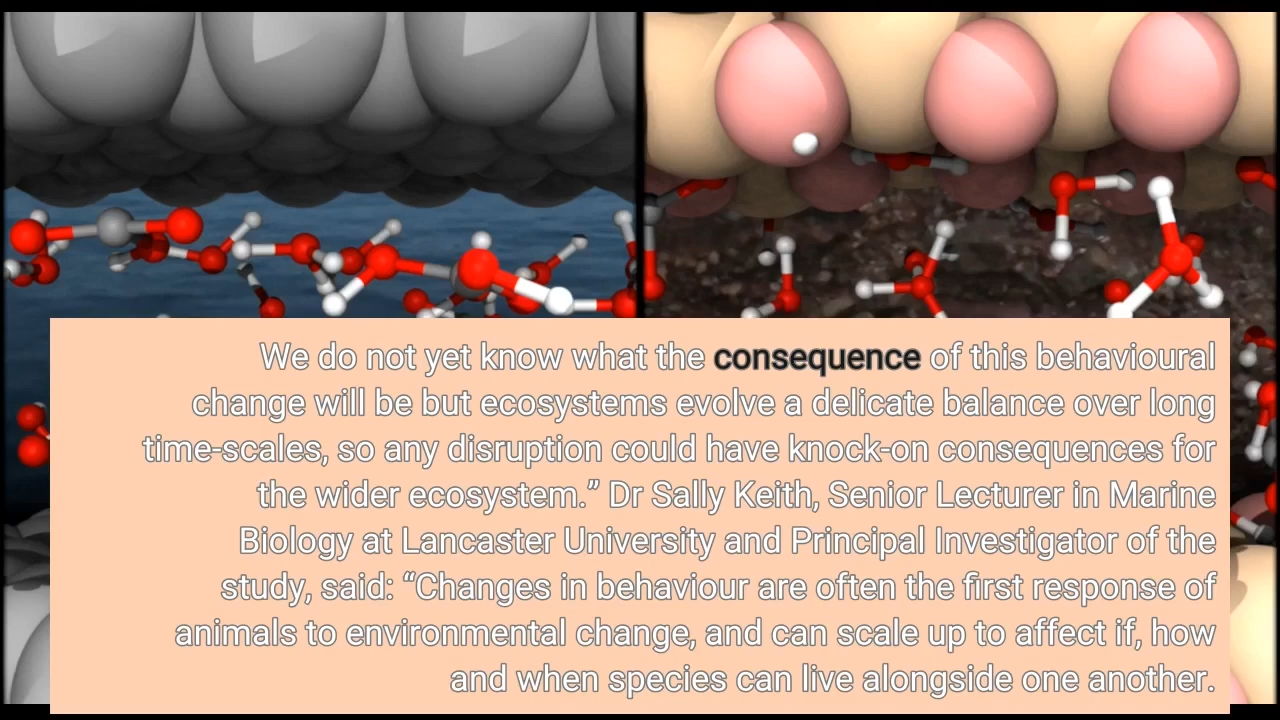 We do not yet know what the consequence of this behavioural
change will be but ecosystems evolve a delicate balance over long
time-scales, so any disruption could have knock-on consequences for
the wider ecosystem.” Dr Sally Keith, Senior Lecturer in Marine
Biology at Lancaster University and Principal Investigator of the
study, said: “Changes in behaviour are often the first response of
animals to environmental change, and can scale up to affect if, how
and when species can live alongside one another.